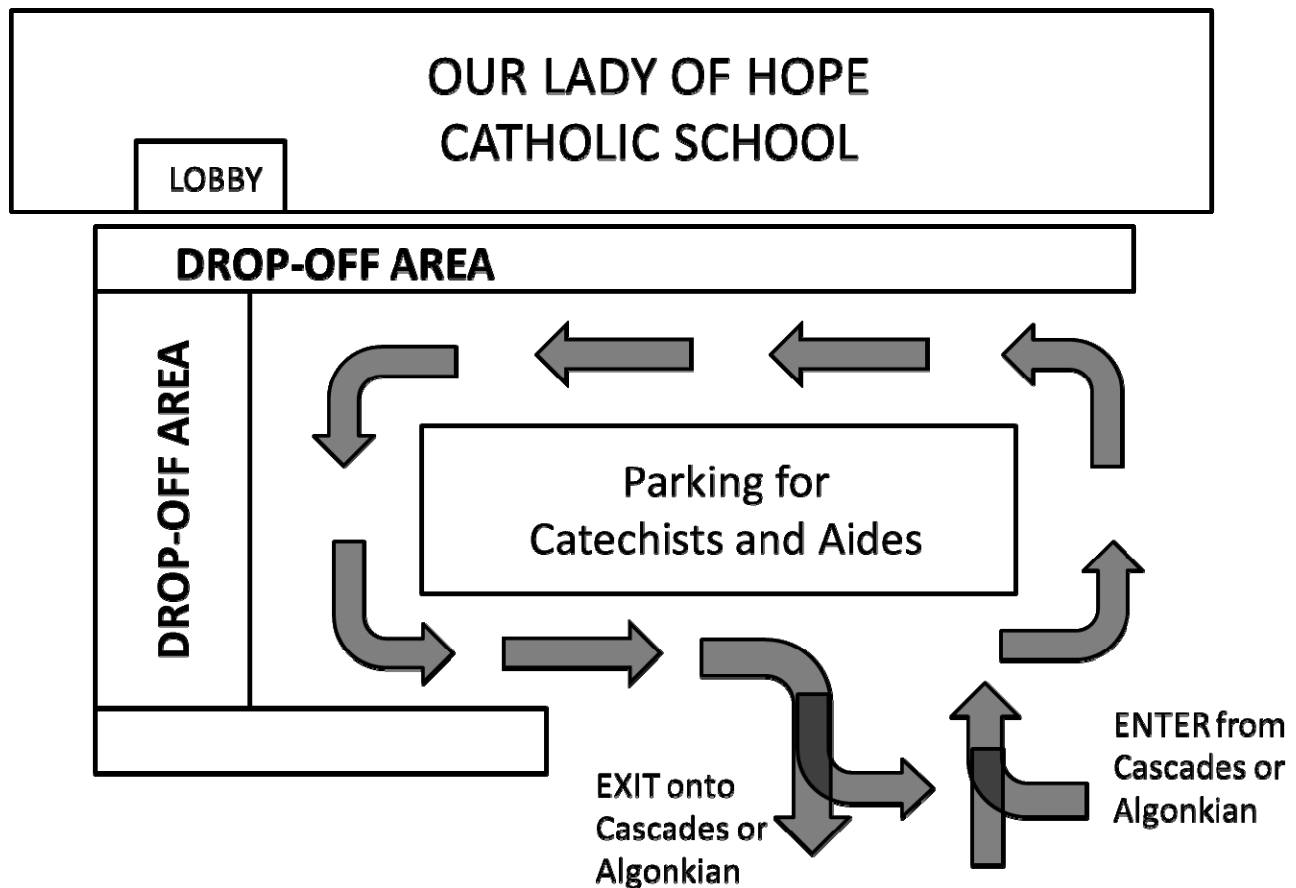 OUR LADY OF HOPE
CATHOLIC SCHOOL
LOBBY
DROP-OFF AREA
DROP-OFF AREA
Parking for
Catechists and Aides
EXIT onto
Cascades or
Algonkian
ENTER from
Cascades or
Algonkian